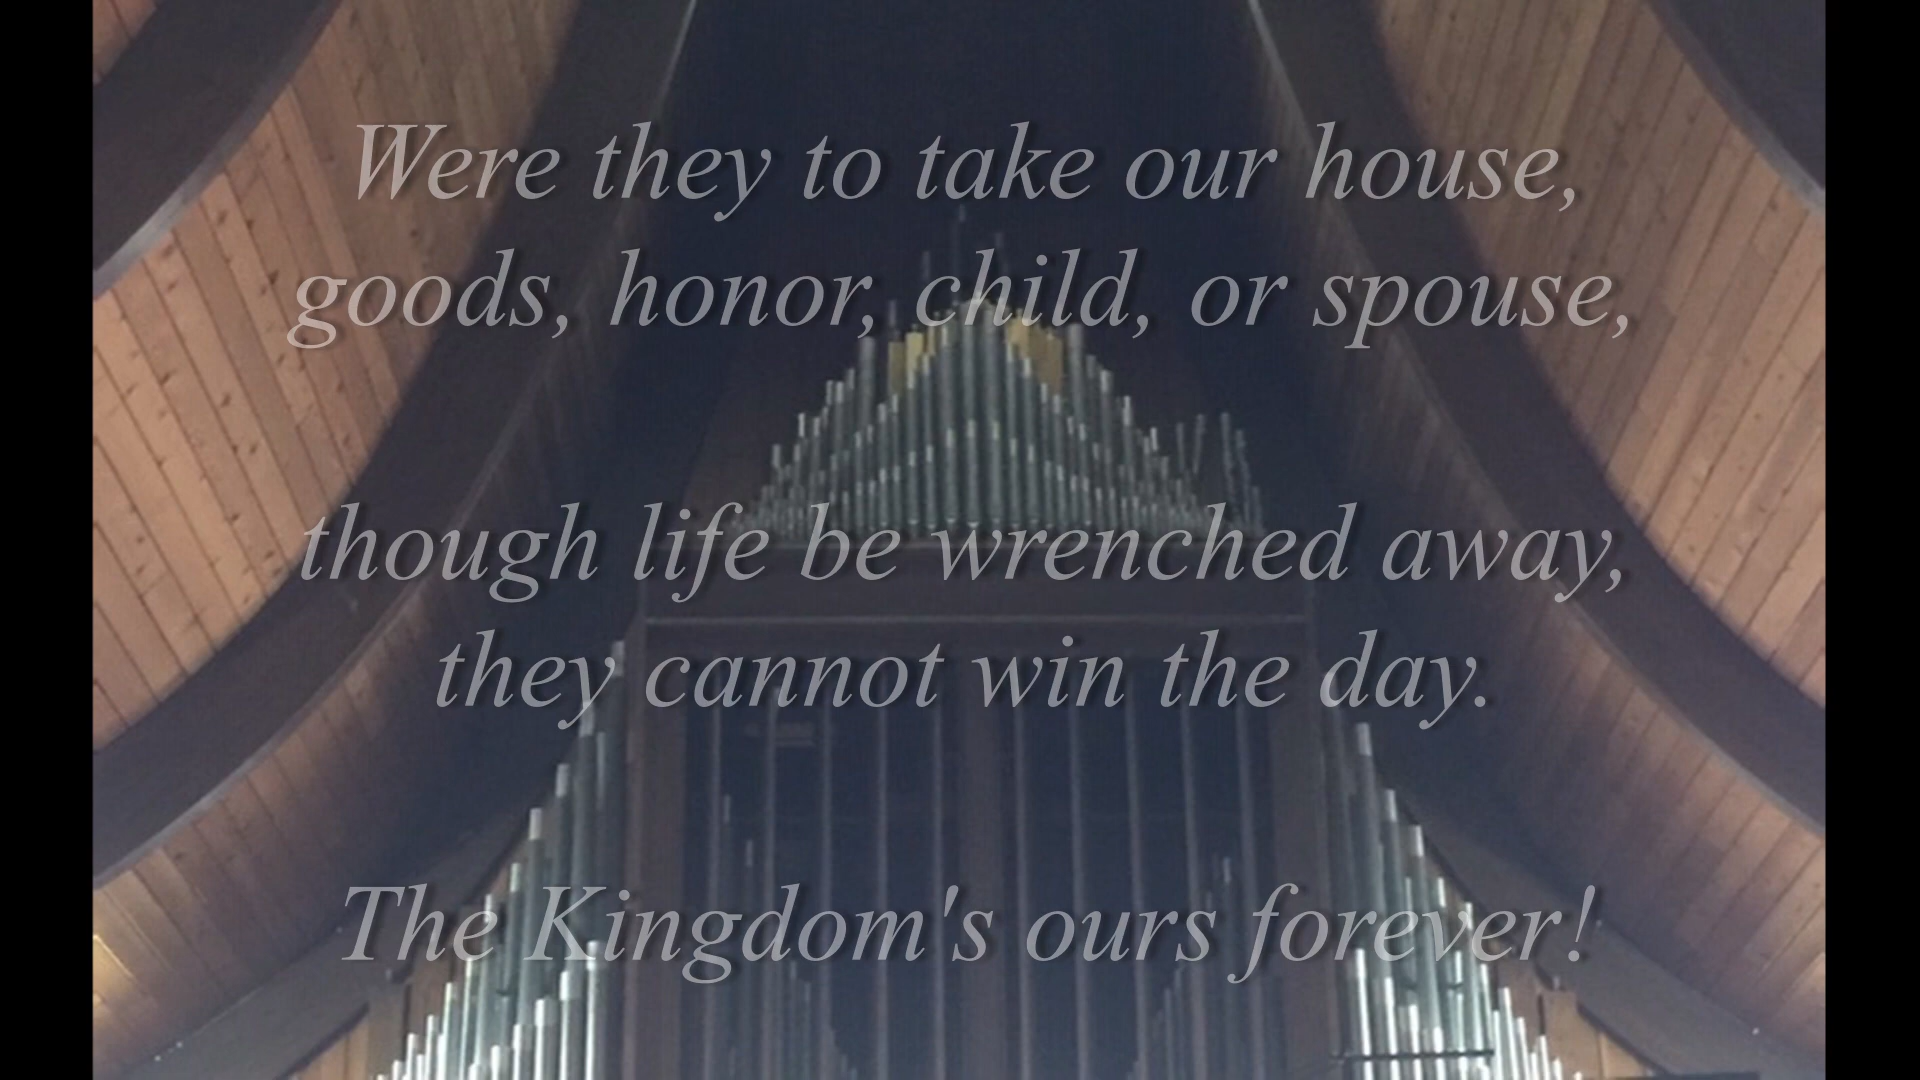 Were they to take our house,
goods, honor, child, or spouse,
though life be wrenched away,
they cannot win the day.
The Kingdom's ours forever!